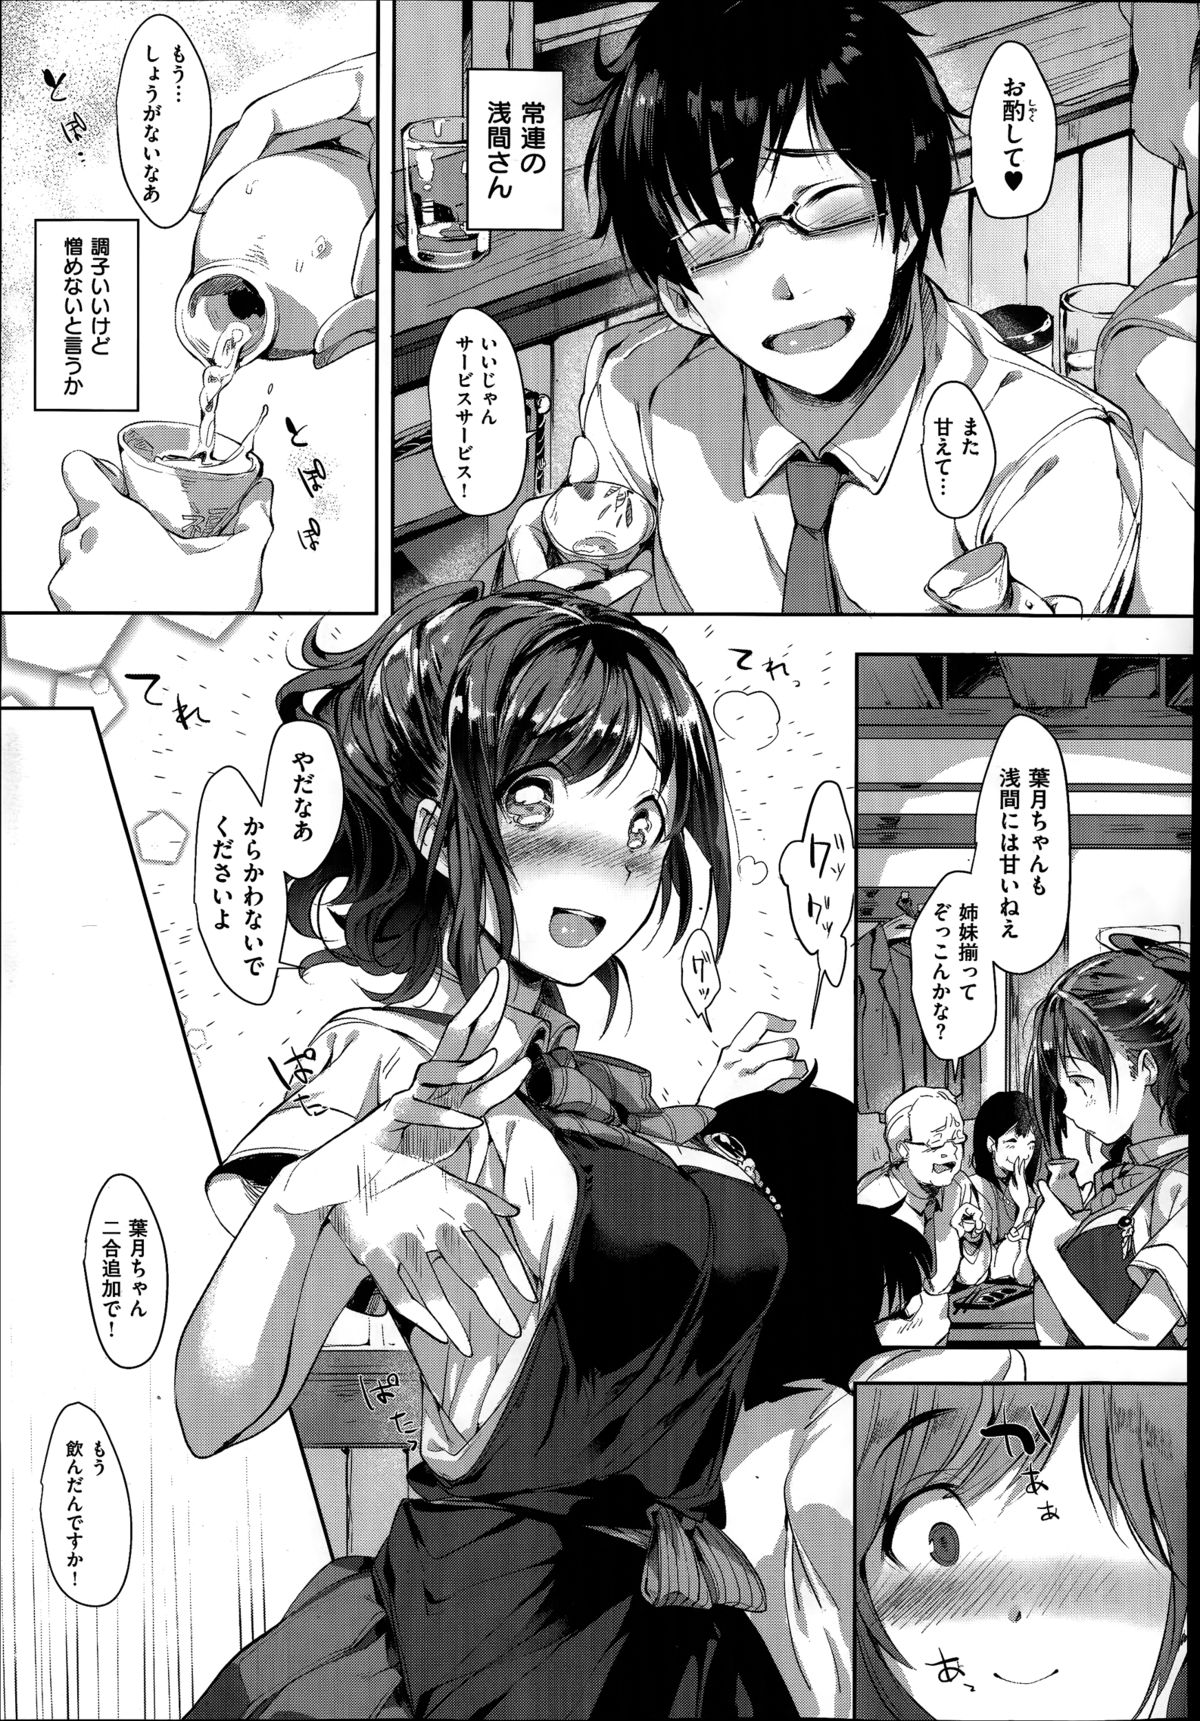 お酌して♥
しゃく
また
甘えて…
常連の
浅間さん
いいじゃん
サービスサービス！
もう…
しょうがないなあ
と
ぽ
調子いいけど
憎めないと言うか
と
ぽ
ぽ
葉月ちゃんも
浅間には甘いねえ
姉妹揃って
ぞっこんかな？
かあぁ
あっ
てれっ
てれ
グッグッ
グッ
やだなあ
からかわないで
くださいよ
ぱた
ぱたっ
葉月ちゃん
二合追加で！
もう
飲んだんですか！